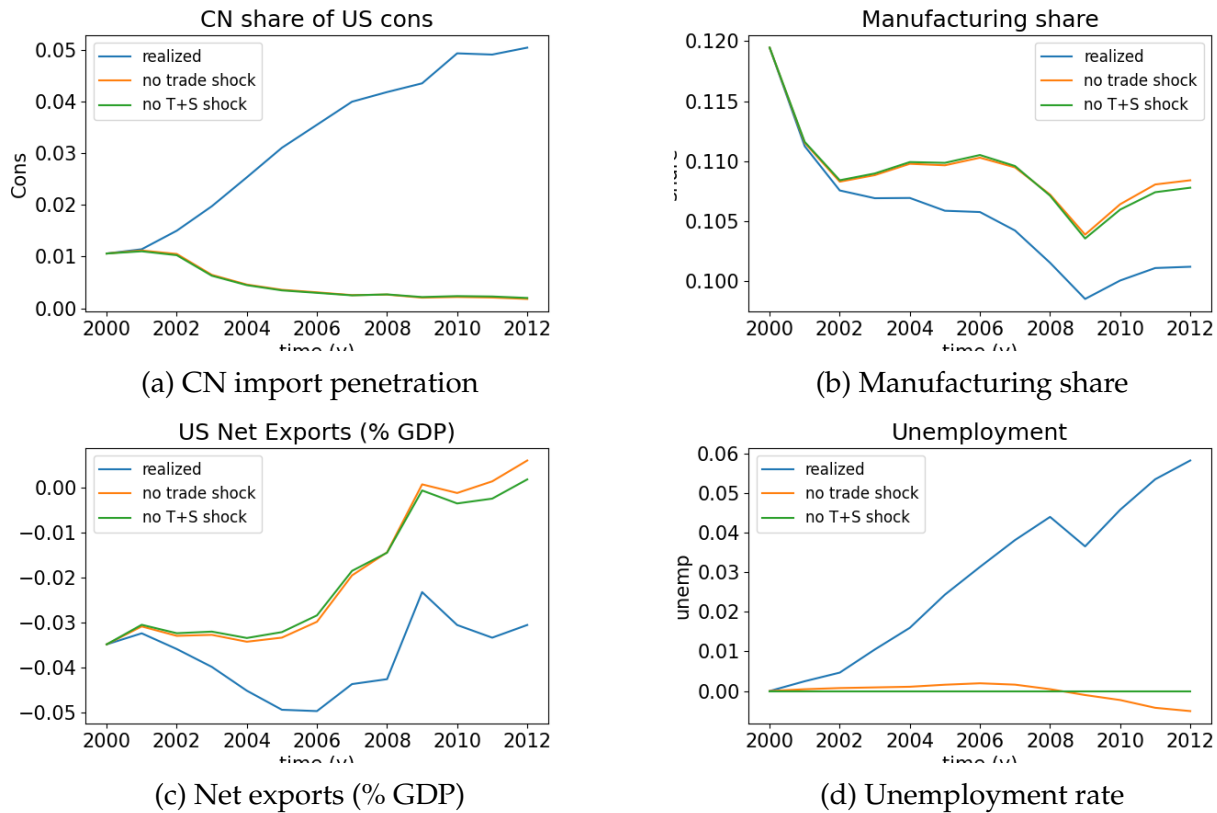 CN share of US cons
Cons
0.05
0.04
0.03
0.02
0.01
0.00
realized
no trade shock
no T+S shock
2000 2002 2004 2006 2008 2010 2012
time (y)
(a) CN import penetration
Manufacturing share
share
0.120
0.115
0.110
0.105
0.100
realized
no trade shock
no T+S shock
2000 2002 2004 2006 2008 2010 2012
time (y)
(b) Manufacturing share
US Net Exports (% GDP)
0.00
−0.01
−0.02
−0.03
−0.04
−0.05
realized
no trade shock
no T+S shock
2000 2002 2004 2006 2008 2010 2012
time (y)
(c) Net exports (% GDP)
Unemployment
unemp
0.06
0.05
0.04
0.03
0.02
0.01
0.00
realized
no trade shock
no T+S shock
2000 2002 2004 2006 2008 2010 2012
time (y)
(d) Unemployment rate